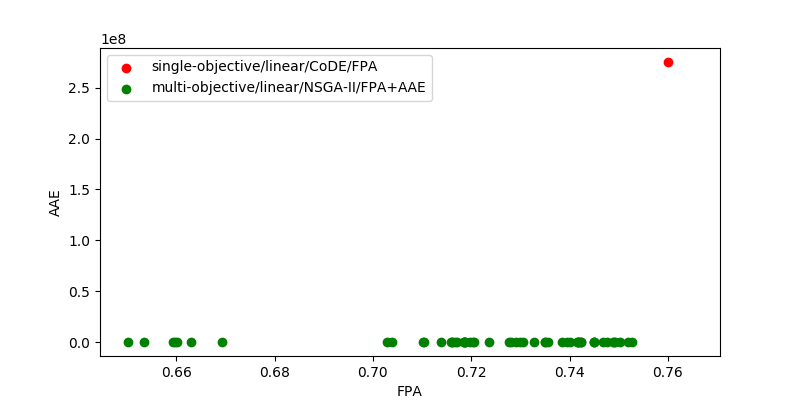 1e8
single-objective/linear/CoDE/FPA
multi-objective/linear/NSGA-II/FPA+AAE
2.5
2.0
1.5
1.0
0.5
0.0
AAE
0.66 0.68 0.70 0.72 0.74 0.76
FPA